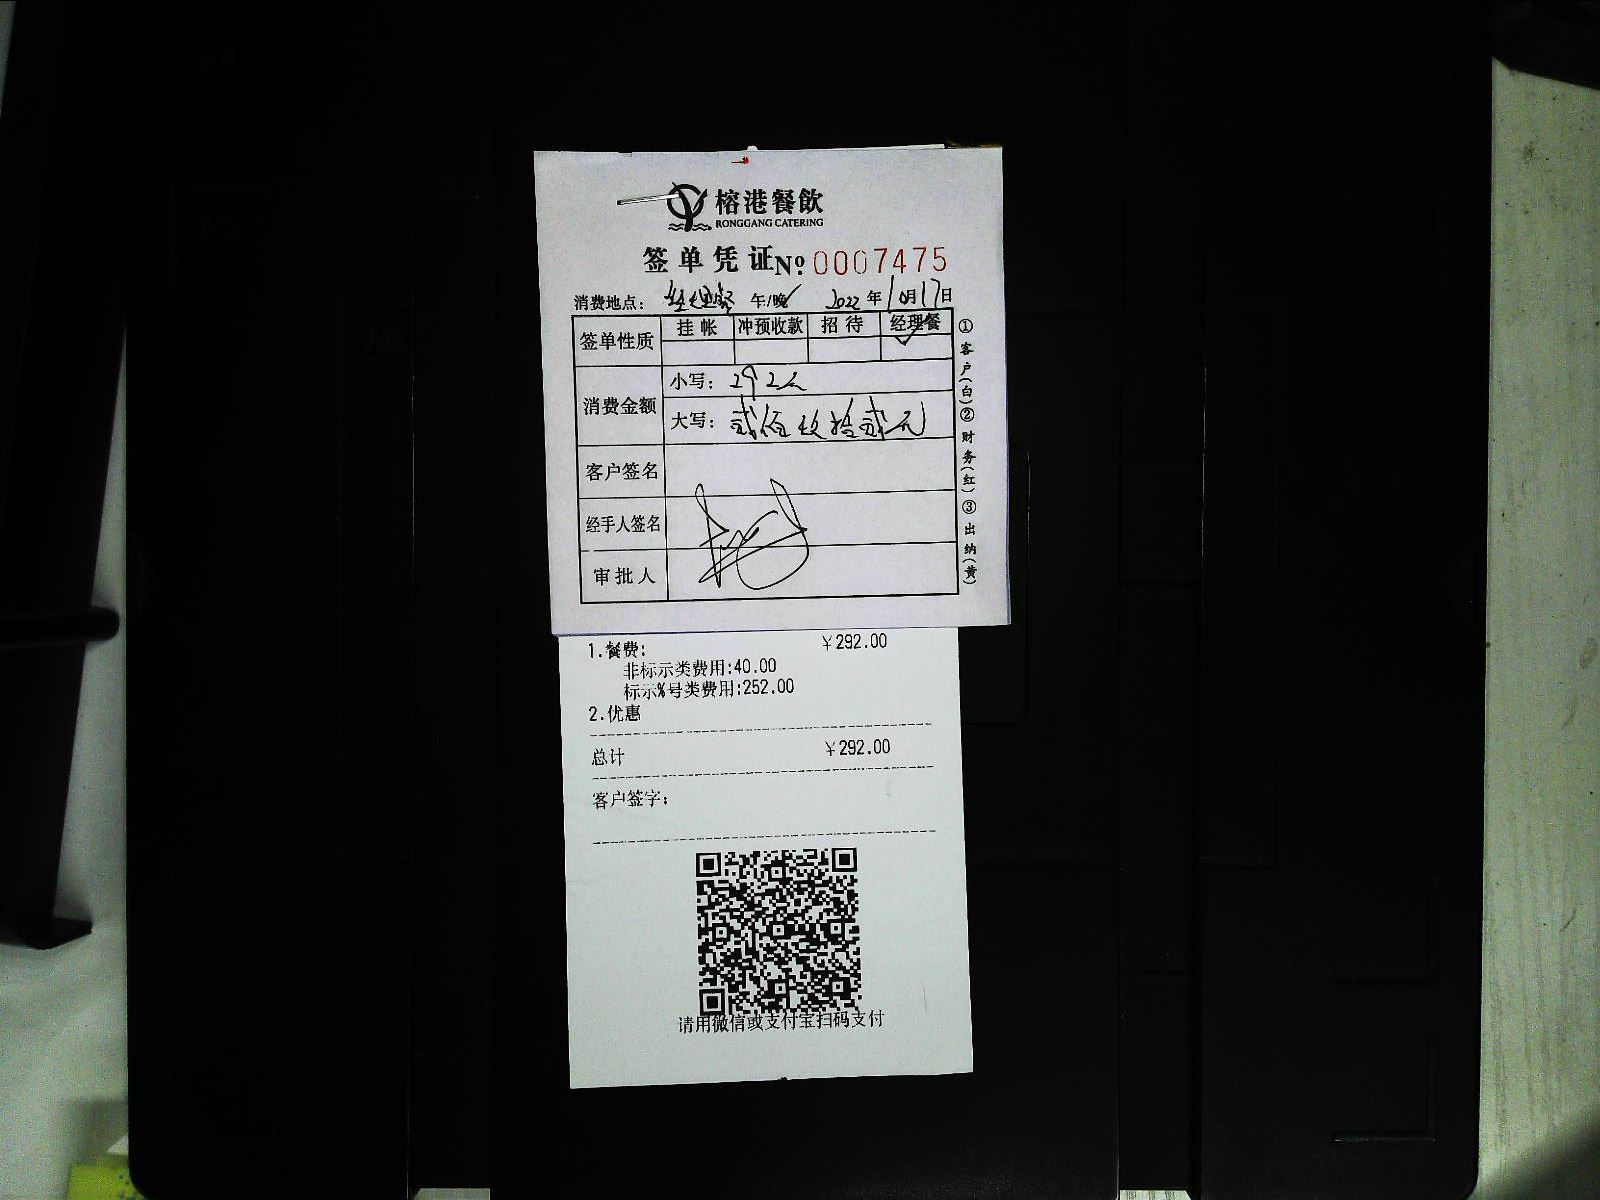 榕港餐飲
RONGGANG CATERING
签单凭证№ 0007475
消费地点： 经理餐 午/晚 2022年10月17日
签单性质 挂帐 冲预收款 招待 经理餐
消费金额 小写：292元
大写：贰佰玖拾贰元
客户签名
经手人签名
审批人
①客户（白）②财务（红）③出纳（黄）
1.餐费: ￥292.00
非标示类费用:40.00
标示%号类费用:252.00
2.优惠
总计 ￥292.00
客户签字:
请用微信或支付宝扫码支付